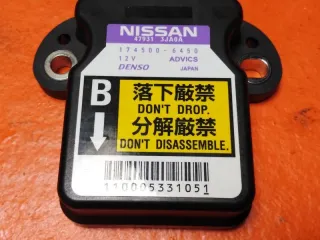 NISSAN
47931 3JA0A
174500-6450
12V ADVICS
DENSO JAPAN
B
落下厳禁
DON'T DROP.
分解厳禁
DON'T DISASSEMBLE.
110005331051